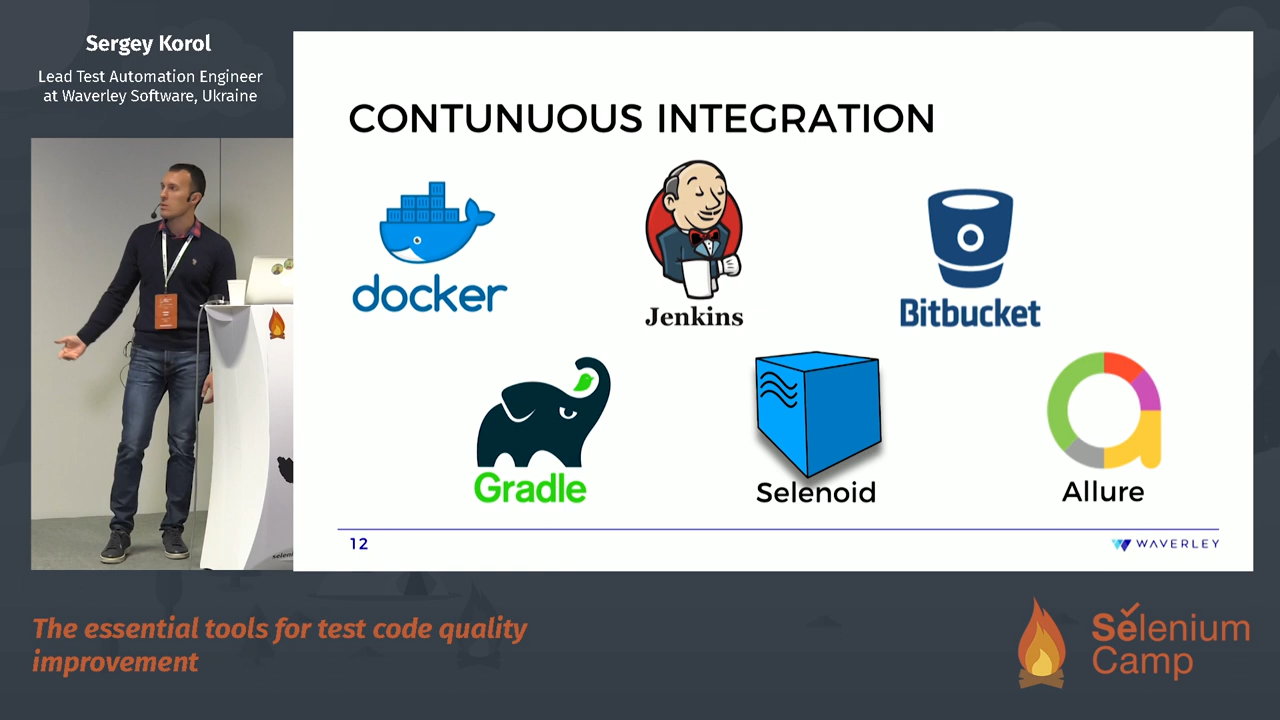 Sergey Korol
Lead Test Automation Engineer
at Waverley Software, Ukraine
CONTUNUOUS INTEGRATION
docker
Jenkins
Bitbucket
Gradle
Selenoid
Allure
12
WAVERLEY
The essential tools for test code quality
improvement
Selenium
Camp